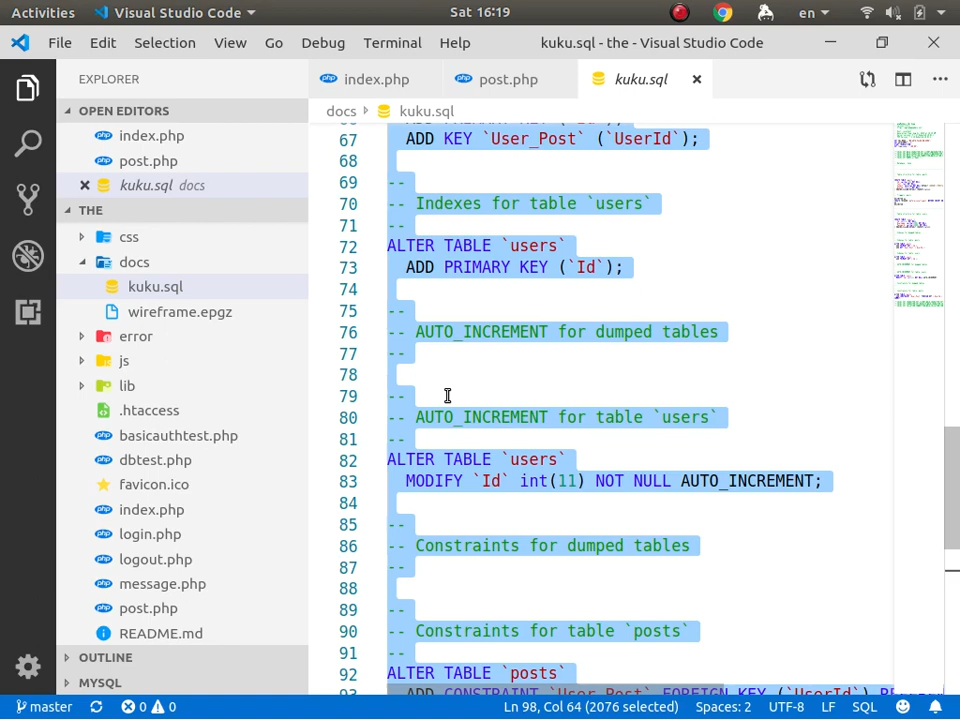 Activities Visual Studio Code Sat 16:19 en
File Edit Selection View Go Debug Terminal Help kuku.sql - the - Visual Studio Code
EXPLORER
OPEN EDITORS
index.php
post.php
kuku.sql docs
THE
css
docs
kuku.sql
wireframe.epgz
error
js
lib
.htaccess
basicauthtest.php
dbtest.php
favicon.ico
index.php
login.php
logout.php
message.php
post.php
README.md
OUTLINE
MYSQL
index.php post.php kuku.sql
docs kuku.sql
67 ADD KEY `User_Post` (`UserId`);
68
69 --
70 -- Indexes for table `users`
71 --
72 ALTER TABLE `users`
73 ADD PRIMARY KEY (`Id`);
74
75 --
76 -- AUTO_INCREMENT for dumped tables
77 --
78
79 --
80 -- AUTO_INCREMENT for table `users`
81 --
82 ALTER TABLE `users`
83 MODIFY `Id` int(11) NOT NULL AUTO_INCREMENT;
84
85 --
86 -- Constraints for dumped tables
87 --
88
89 --
90 -- Constraints for table `posts`
91 --
92 ALTER TABLE `posts`
93 ADD CONSTRAINT `User_Post` FOREIGN KEY (`UserId`)
master 0 0 Ln 98, Col 64 (2076 selected) Spaces: 2 UTF-8 LF SQL